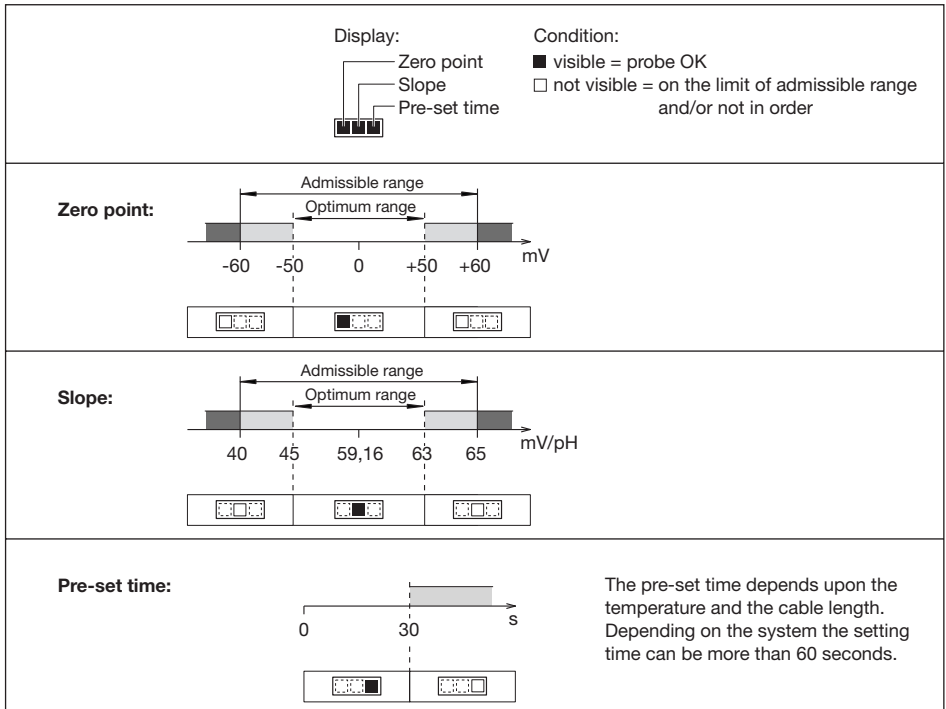 Display:
Zero point
Slope
Pre-set time
Condition:
visible = probe OK
not visible = on the limit of admissible range
and/or not in order
Zero point:
Admissible range
Optimum range
-60 -50 0 +50 +60 mV
Slope:
Admissible range
Optimum range
40 45 59,16 63 65 mV/pH
Pre-set time:
0 30 s
The pre-set time depends upon the
temperature and the cable length.
Depending on the system the setting
time can be more than 60 seconds.